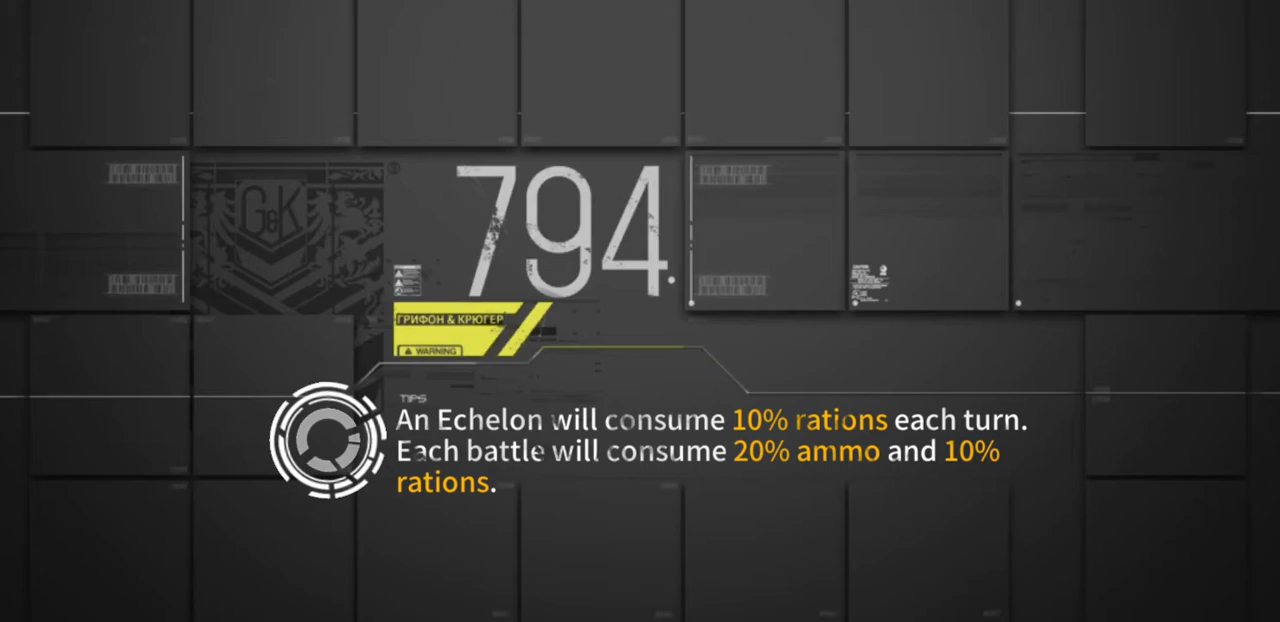 G&K
794.
ГРИФОН & КРЮГЕР
WARNING
TIPS
An Echelon will consume 10% rations each turn.
Each battle will consume 20% ammo and 10%
rations.